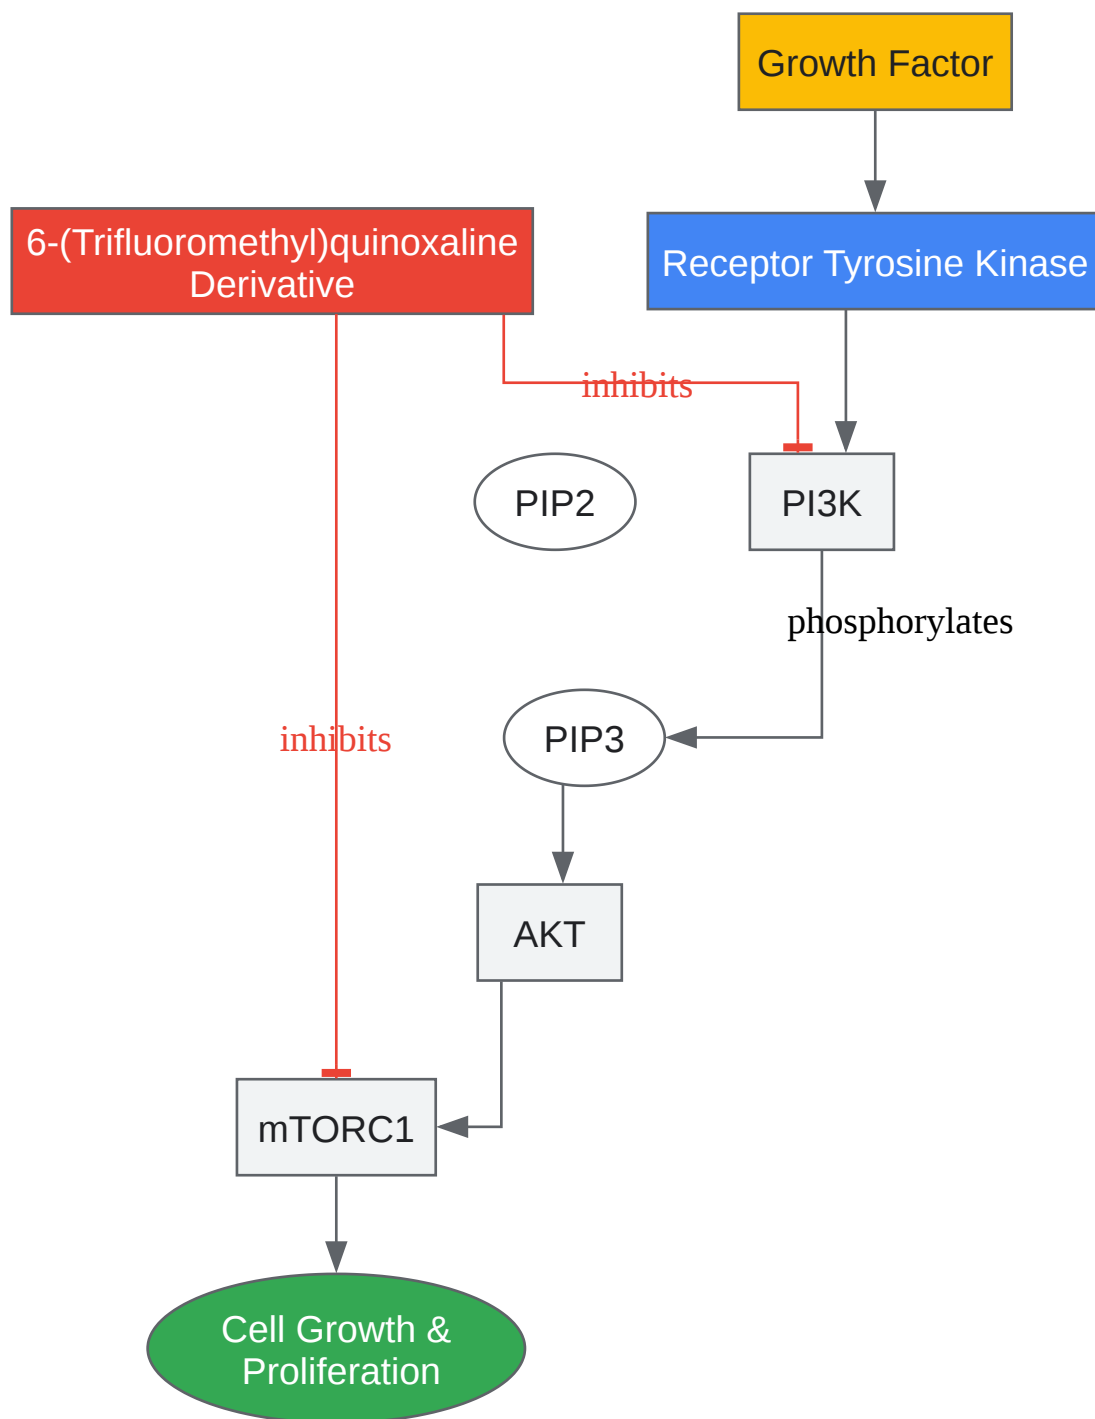 Growth Factor
6-(Trifluoromethyl)quinoxaline
Derivative
Receptor Tyrosine Kinase
inhibits
PIP2
PI3K
phosphorylates
inhibits
PIP3
AKT
mTORC1
Cell Growth &
Proliferation